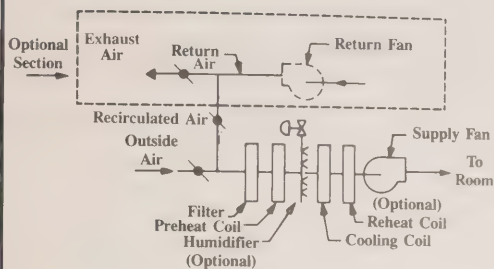 Optional
Section
Exhaust
Air
Return
Air
Return Fan
Recirculated Air
Outside
Air
Supply Fan
To
Room
Filter
Preheat Coil
Humidifier
(Optional)
(Optional)
Reheat Coil
Cooling Coil